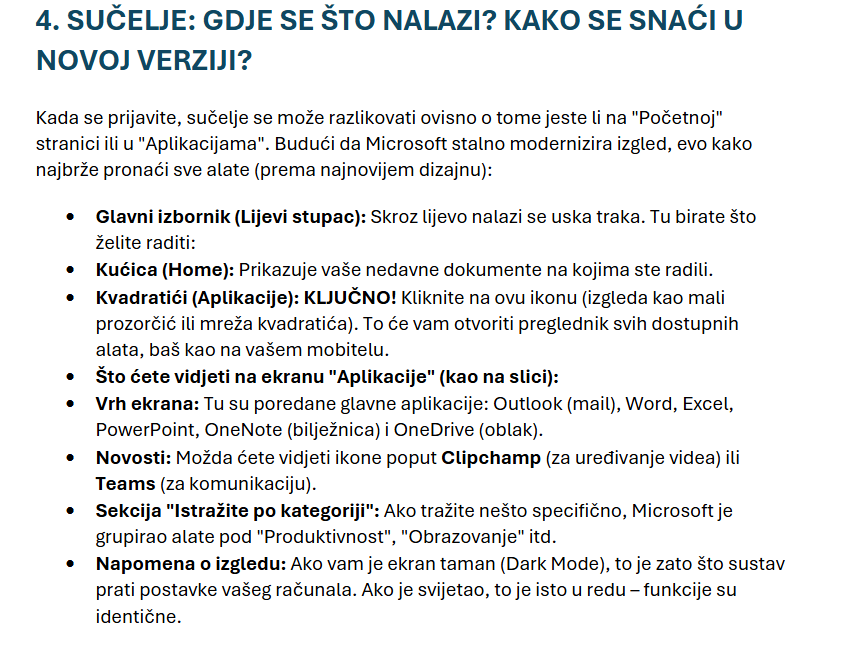 4. SUČELJE: GDJE SE ŠTO NALAZI? KAKO SE SNAĆI U
NOVOJ VERZIJI?
Kada se prijavite, sučelje se može razlikovati ovisno o tome jeste li na "Početnoj"
stranici ili u "Aplikacijama". Budući da Microsoft stalno modernizira izgled, evo kako
najbrže pronaći sve alate (prema najnovijem dizajnu):
• Glavni izbornik (Lijevi stupac): Skroz lijevo nalazi se uska traka. Tu birate što
želite raditi:
• Kućica (Home): Prikazuje vaše nedavne dokumente na kojima ste radili.
• Kvadratići (Aplikacije): KLJUČNO! Kliknite na ovu ikonu (izgleda kao mali
prozorčić ili mreža kvadratića). To će vam otvoriti preglednik svih dostupnih
alata, baš kao na vašem mobitelu.
• Što ćete vidjeti na ekranu "Aplikacije" (kao na slici):
• Vrh ekrana: Tu su poredane glavne aplikacije: Outlook (mail), Word, Excel,
PowerPoint, OneNote (bilježnica) i OneDrive (oblak).
• Novosti: Možda ćete vidjeti ikone poput Clipchamp (za uređivanje videa) ili
Teams (za komunikaciju).
• Sekcija "Istražite po kategoriji": Ako tražite nešto specifično, Microsoft je
grupirao alate pod "Produktivnost", "Obrazovanje" itd.
• Napomena o izgledu: Ako vam je ekran taman (Dark Mode), to je zato što sustav
prati postavke vašeg računala. Ako je svijetao, to je isto u redu – funkcije su
identične.